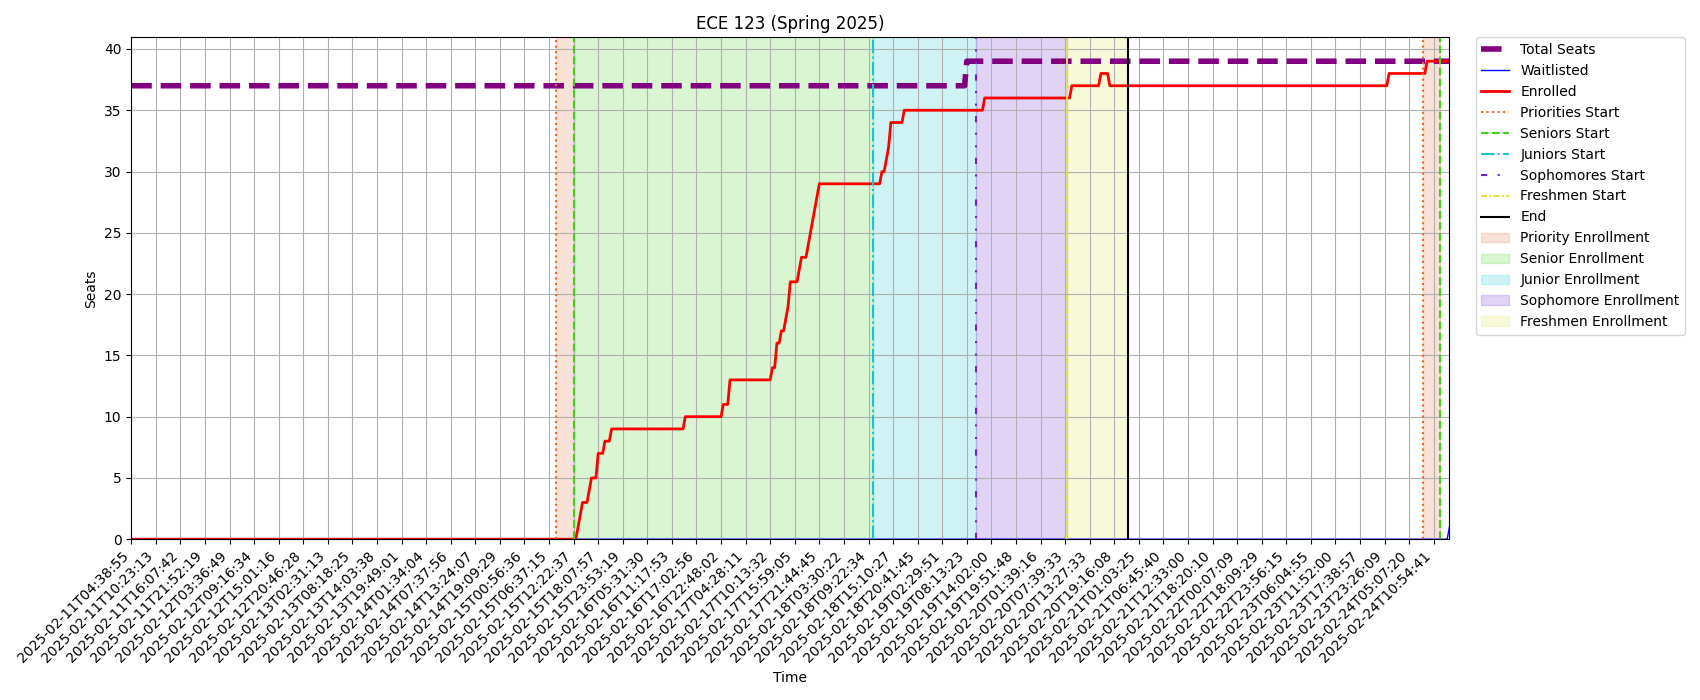 ECE 123 (Spring 2025)
Seats
40
35
30
25
20
15
10
5
0
2025-02-11T04:38:55
2025-02-11T10:23:13
2025-02-11T16:07:42
2025-02-11T21:52:19
2025-02-12T03:36:49
2025-02-12T09:16:34
2025-02-12T15:01:16
2025-02-12T20:46:28
2025-02-13T02:31:13
2025-02-13T08:18:25
2025-02-13T14:03:38
2025-02-13T19:49:01
2025-02-14T01:34:04
2025-02-14T07:37:56
2025-02-14T13:24:07
2025-02-14T19:09:29
2025-02-15T00:56:36
2025-02-15T06:37:15
2025-02-15T12:22:37
2025-02-15T18:07:57
2025-02-15T23:53:19
2025-02-16T05:31:30
2025-02-16T11:17:53
2025-02-16T17:02:56
2025-02-16T22:48:02
2025-02-17T04:28:11
2025-02-17T10:13:32
2025-02-17T15:59:05
2025-02-17T21:44:45
2025-02-18T03:30:22
2025-02-18T09:22:34
2025-02-18T15:10:27
2025-02-18T20:41:45
2025-02-19T02:29:51
2025-02-19T08:13:23
2025-02-19T14:02:00
2025-02-19T19:51:48
2025-02-20T01:39:16
2025-02-20T07:39:33
2025-02-20T13:27:33
2025-02-20T19:16:08
2025-02-21T01:03:25
2025-02-21T06:45:40
2025-02-21T12:33:00
2025-02-21T18:20:10
2025-02-22T00:07:09
2025-02-22T18:09:29
2025-02-22T23:56:15
2025-02-23T06:04:55
2025-02-23T11:52:00
2025-02-23T17:38:57
2025-02-23T23:26:09
2025-02-24T05:07:20
2025-02-24T10:54:41
Time
Total Seats
Waitlisted
Enrolled
Priorities Start
Seniors Start
Juniors Start
Sophomores Start
Freshmen Start
End
Priority Enrollment
Senior Enrollment
Junior Enrollment
Sophomore Enrollment
Freshmen Enrollment